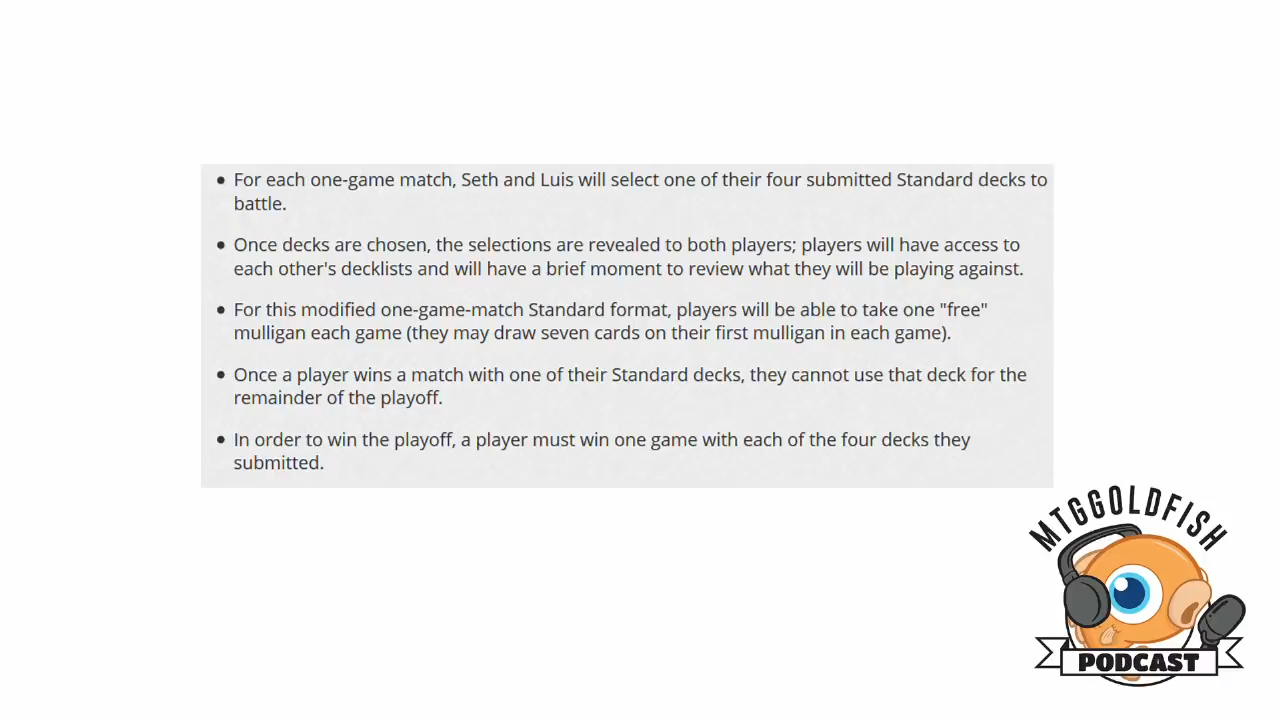 For each one-game match, Seth and Luis will select one of their four submitted Standard decks to
battle.
Once decks are chosen, the selections are revealed to both players; players will have access to
each other's decklists and will have a brief moment to review what they will be playing against.
For this modified one-game-match Standard format, players will be able to take one "free"
mulligan each game (they may draw seven cards on their first mulligan in each game).
Once a player wins a match with one of their Standard decks, they cannot use that deck for the
remainder of the playoff.
In order to win the playoff, a player must win one game with each of the four decks they
submitted.
MTGGOLDFISH
PODCAST